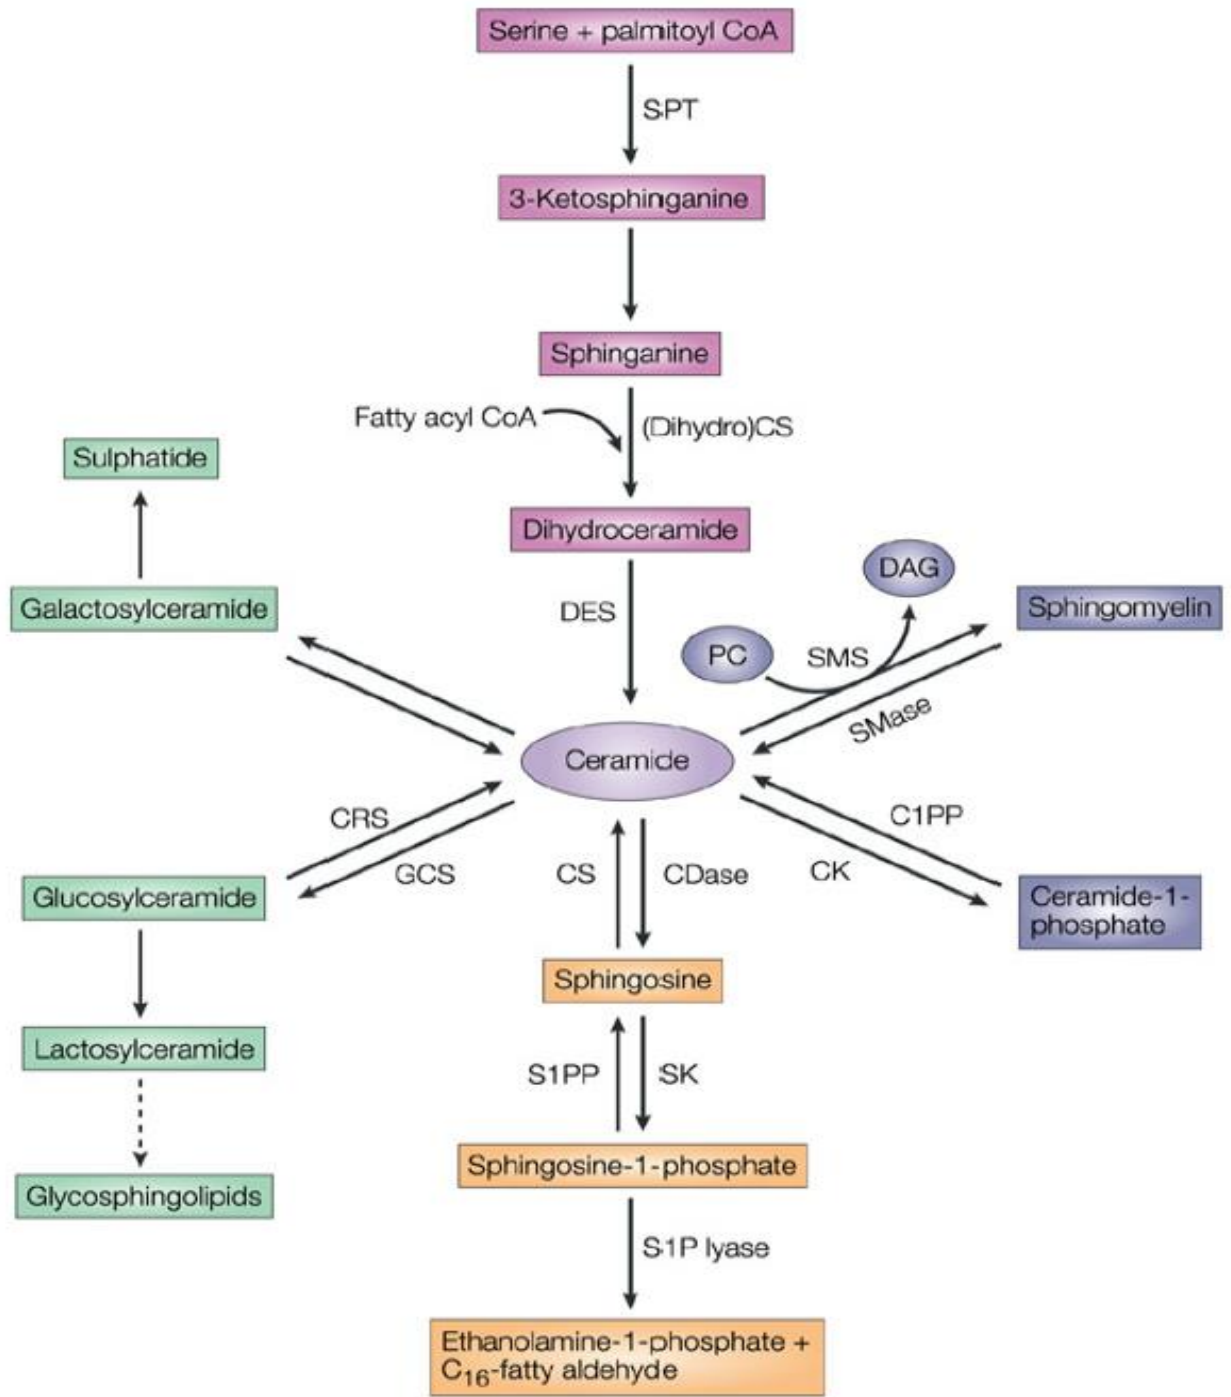 Serine + palmitoyl CoA
SPT
3-Ketosphinganine
Sphinganine
Fatty acyl CoA
(Dihydro)CS
Sulphatide
Dihydroceramide
DAG
Galactosylceramide
DES
Sphingomyelin
PC
SMS
SMase
Ceramide
CRS
C1PP
GCS
CS
CDase
CK
Glucosylceramide
Ceramide-1-
phosphate
Sphingosine
Lactosylceramide
S1PP
SK
Sphingosine-1-phosphate
Glycosphingolipids
S1P lyase
Ethanolamine-1-phosphate +
C₁₆-fatty aldehyde